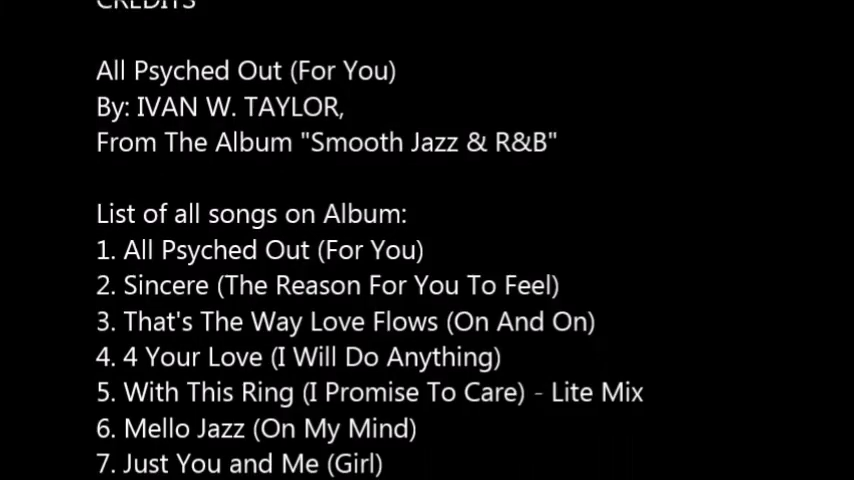 CREDITS
All Psyched Out (For You)
By: IVAN W. TAYLOR,
From The Album "Smooth Jazz & R&B"
List of all songs on Album:
1. All Psyched Out (For You)
2. Sincere (The Reason For You To Feel)
3. That's The Way Love Flows (On And On)
4. 4 Your Love (I Will Do Anything)
5. With This Ring (I Promise To Care) - Lite Mix
6. Mello Jazz (On My Mind)
7. Just You and Me (Girl)